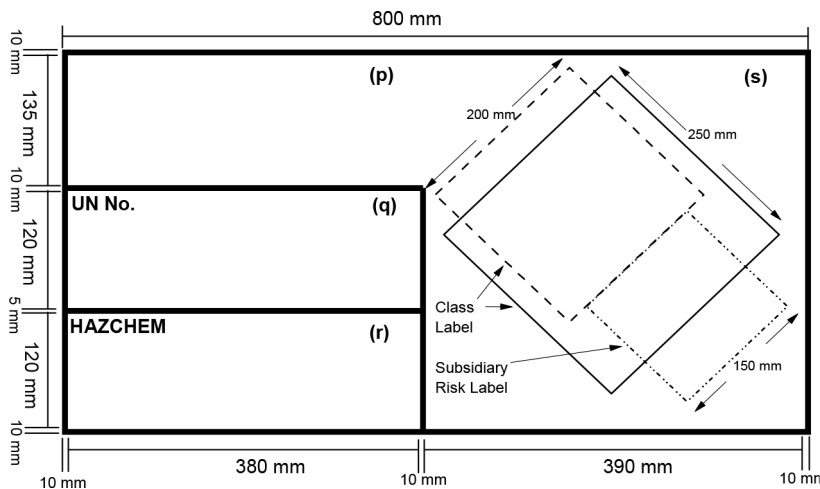 800 mm
10 mm
(p)
(s)
135 mm
200 mm
250 mm
10 mm
UN No.
(q)
120 mm
Class
Label
5 mm
HAZCHEM
(r)
120 mm
Subsidiary
Risk Label
150 mm
10 mm
380 mm
390 mm
10 mm
10 mm
10 mm